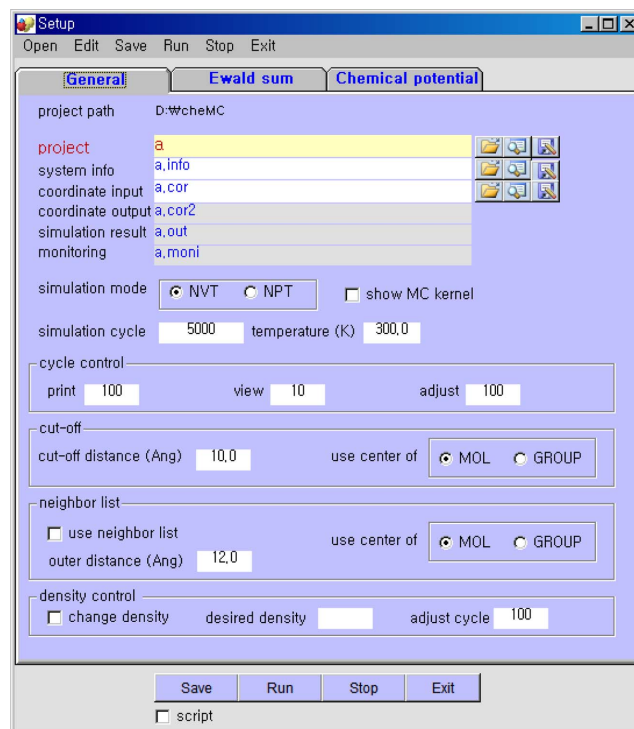 Setup
Open Edit Save Run Stop Exit
General Ewald sum Chemical potential
project path D:₩cheMC
project a
system info a,info
coordinate input a,cor
coordinate output a,cor2
simulation result a,out
monitoring a,moni
simulation mode NVT NPT show MC kernel
simulation cycle 5000 temperature (K) 300,0
cycle control
print 100 view 10 adjust 100
cut-off
cut-off distance (Ang) 10,0 use center of MOL GROUP
neighbor list
use neighbor list
outer distance (Ang) 12,0 use center of MOL GROUP
density control
change density desired density adjust cycle 100
Save Run Stop Exit
script